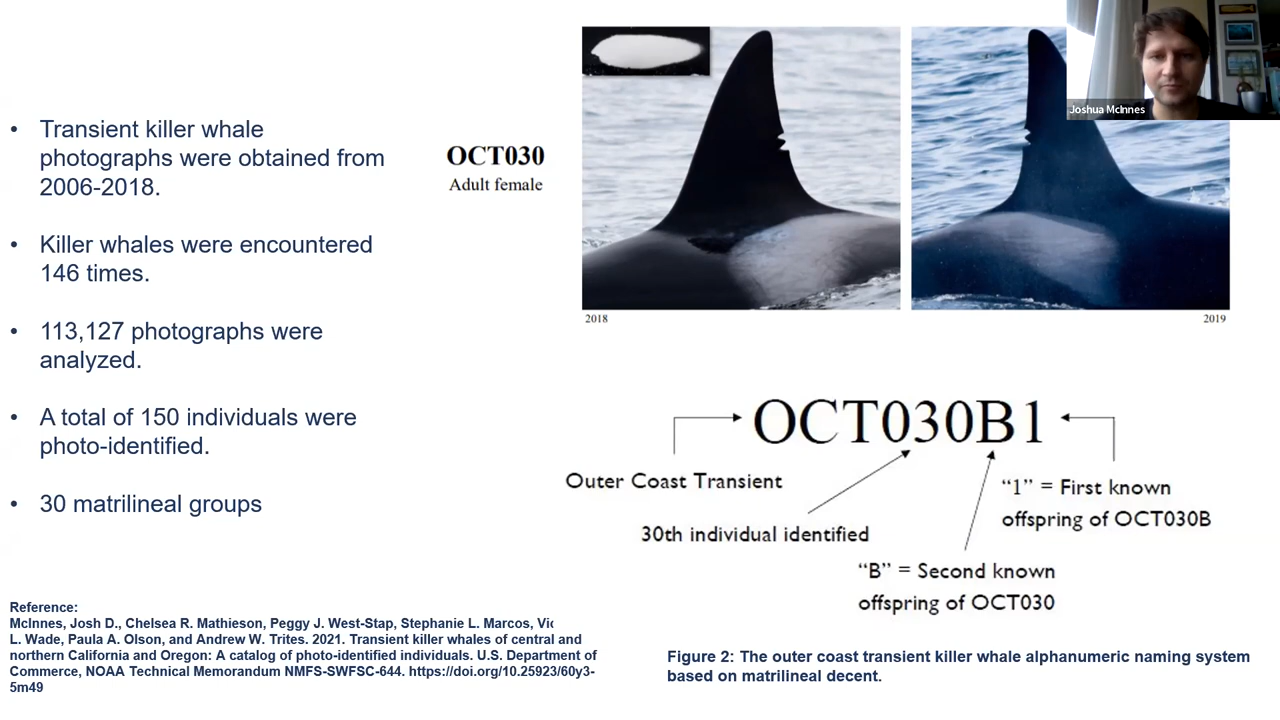 • Transient killer whale
photographs were obtained from
2006-2018.
• Killer whales were encountered
146 times.
• 113,127 photographs were
analyzed.
• A total of 150 individuals were
photo-identified.
• 30 matrilineal groups
Reference:
McInnes, Josh D., Chelsea R. Mathieson, Peggy J. West-Stap, Stephanie L. Marcos,
L. Wade, Paula A. Olson, and Andrew W. Trites. 2021. Transient killer whales of central and
northern California and Oregon: A catalog of photo-identified individuals. U.S. Department of
Commerce, NOAA Technical Memorandum NMFS-SWFSC-644. https://doi.org/10.25923/60y3-
5m49
OCT030
Adult female
2018
2019
Joshua McInnes
OCT030B1
Outer Coast Transient
30th individual identified
"B" = Second known
offspring of OCT030
"1" = First known
offspring of OCT030B
Figure 2: The outer coast transient killer whale alphanumeric naming system
based on matrilineal decent.